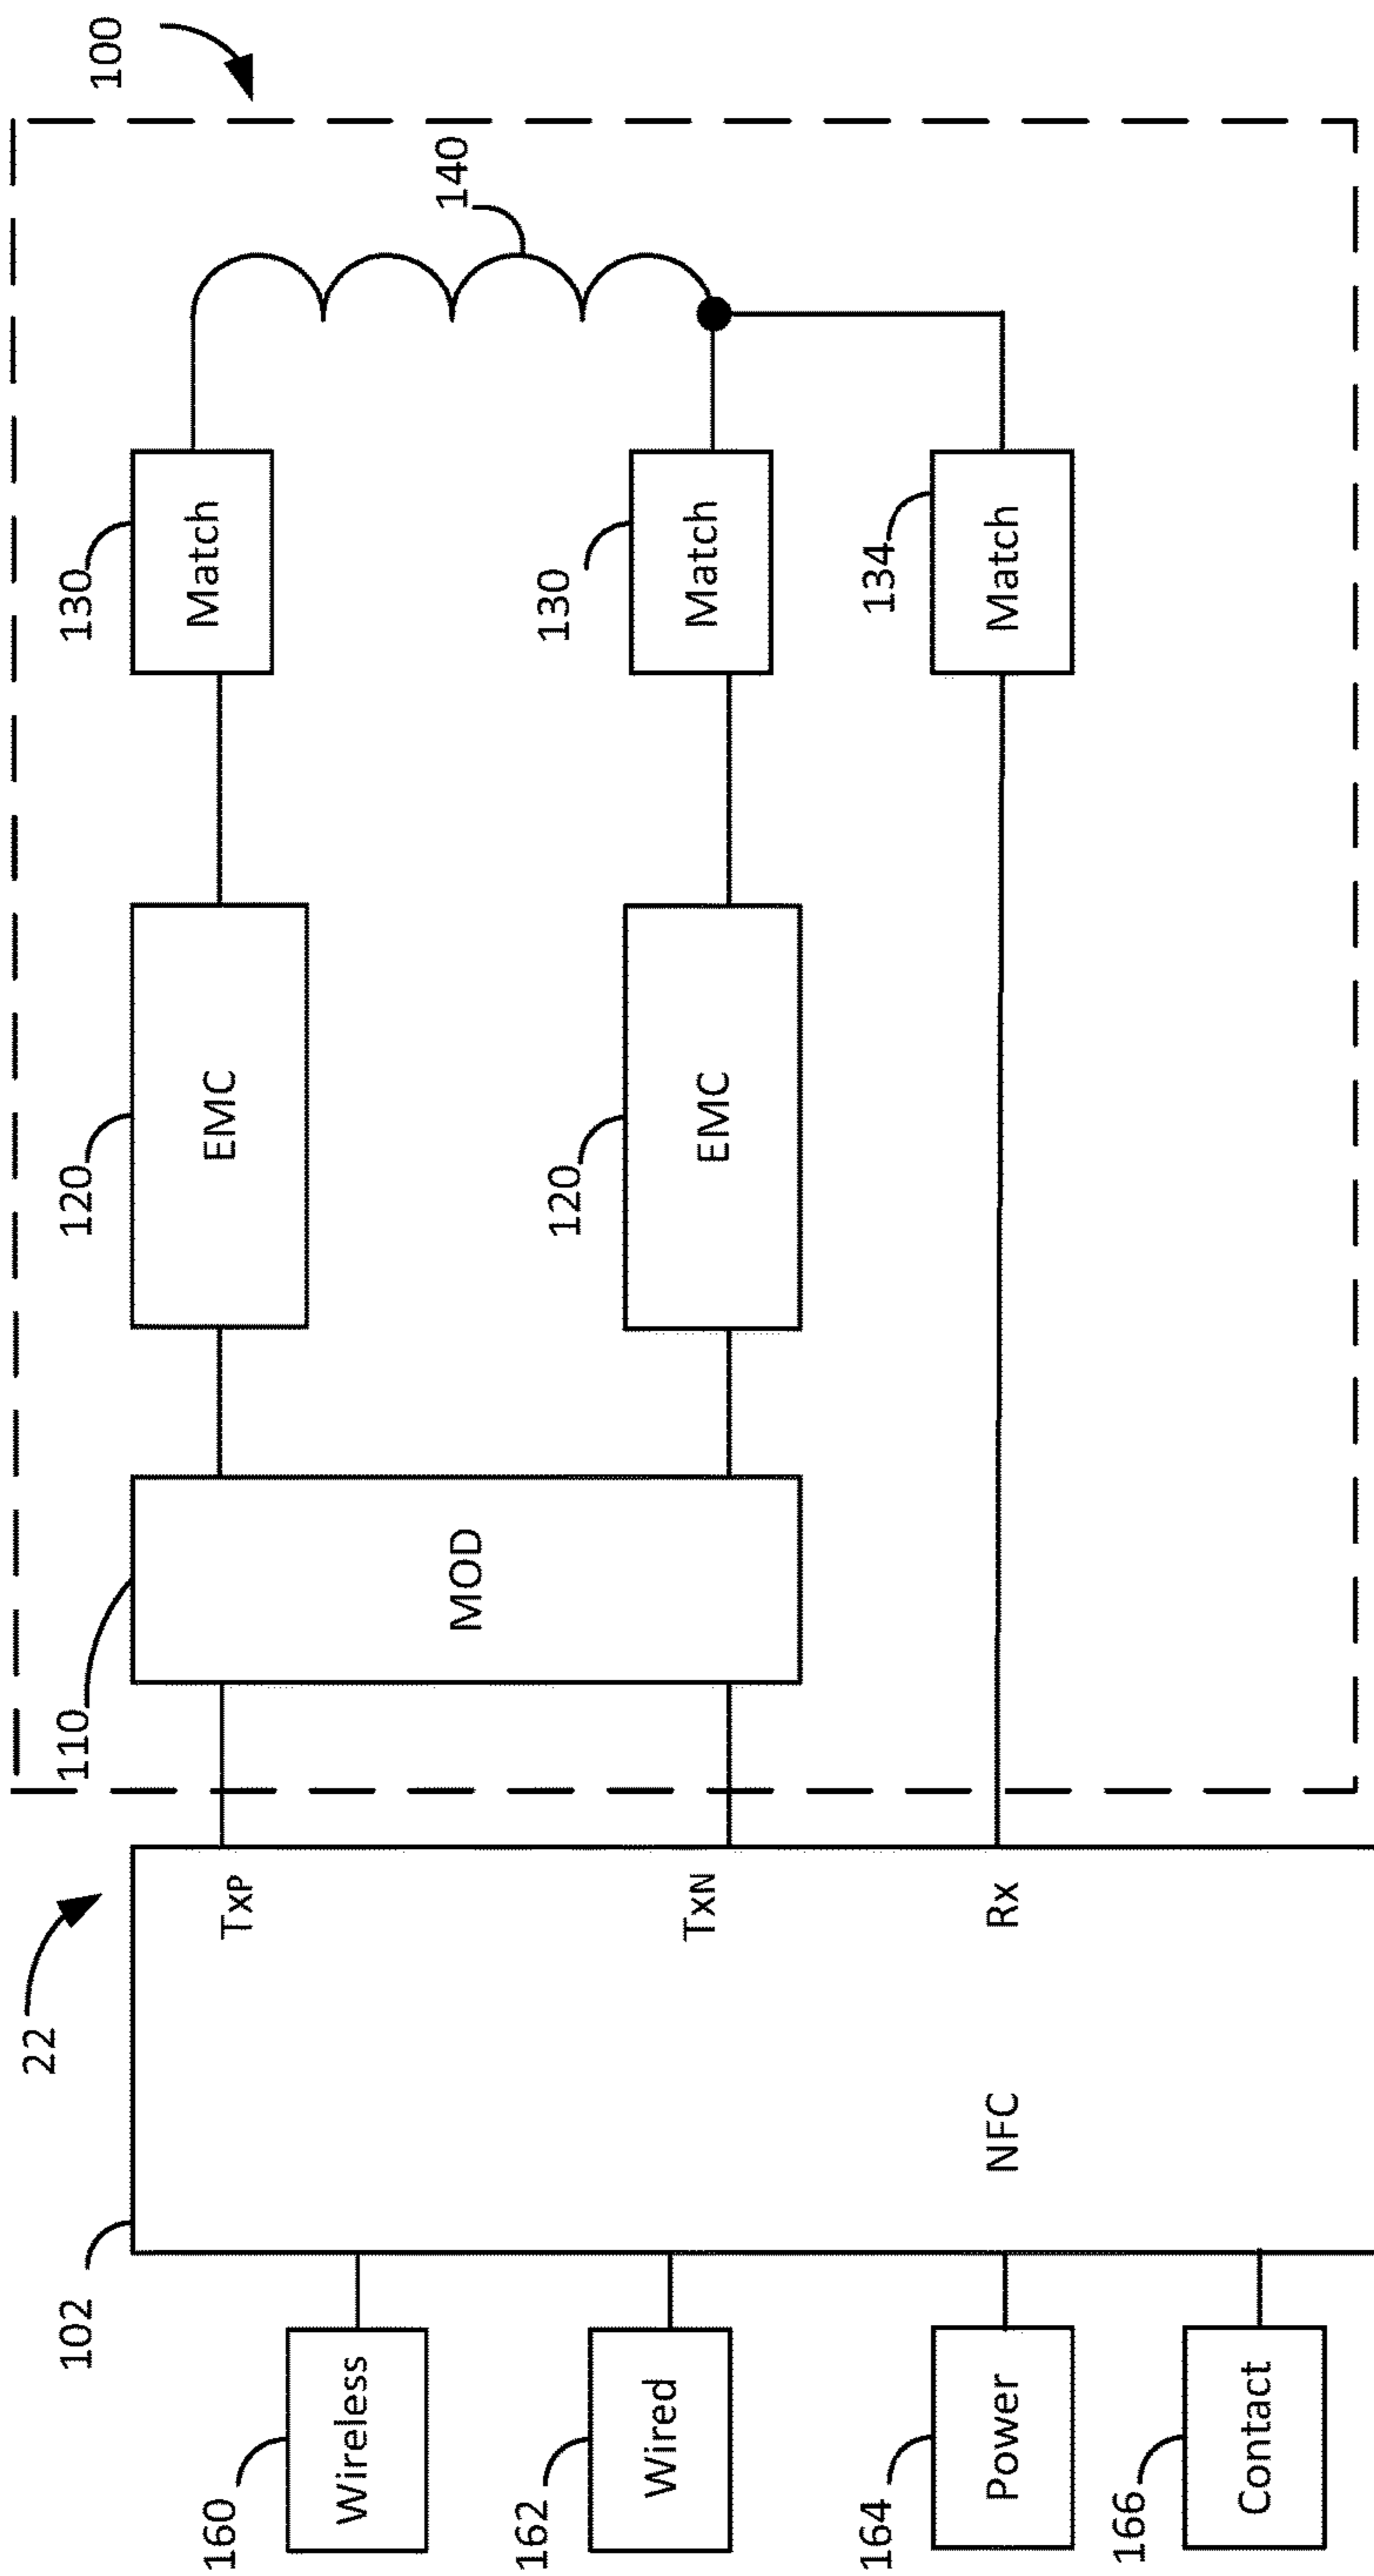 100
140
130
Match
130
Match
134
Match
120
EMC
120
EMC
110
MOD
22
102
TxP
TxN
Rx
NFC
160
Wireless
162
Wired
164
Power
166
Contact